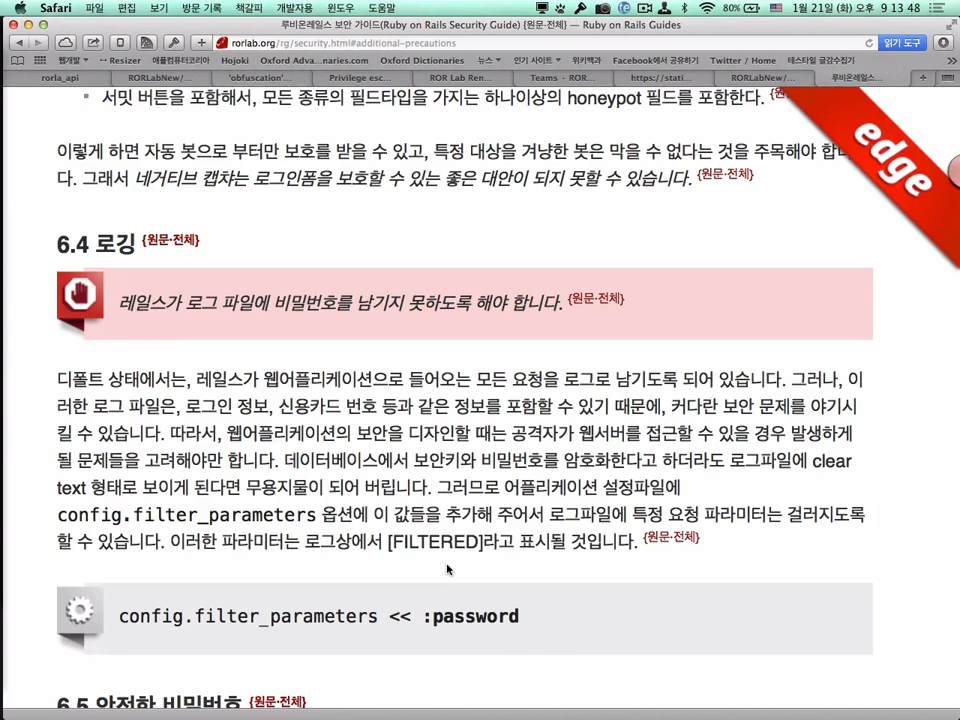 Safari 파일 편집 보기 방문 기록 책갈피 개발자용 윈도우 도움말 80% 1월 21일 (화) 오후 9 13 48
루비온레일스 보안 가이드(Ruby on Rails Security Guide) {원문·전체} — Ruby on Rails Guides
rorlab.org/rg/security.html#additional-precautions 읽기 도구
웹개발 Resizer 애플컴퓨터코리아 Hojoki Oxford Adva...naries.com Oxford Dictionaries 뉴스 인기 사이트 위키백과 Facebook에서 공유하기 Twitter / Home 테스타일 글감수집기
rorla_api RORLabNew/... 'obfuscation'... Privilege esc... ROR Lab Ren... Teams - ROR... https://stati... RORLabNew/... 루비온레일스...
서밋 버튼을 포함해서, 모든 종류의 필드타입을 가지는 하나이상의 honeypot 필드를 포함한다.
edge
이렇게 하면 자동 봇으로 부터만 보호를 받을 수 있고, 특정 대상을 겨냥한 봇은 막을 수 없다는 것을 주목해야 합니
다. 그래서 네거티브 캡챠는 로그인폼을 보호할 수 있는 좋은 대안이 되지 못할 수 있습니다. {원문·전체}
6.4 로깅 {원문·전체}
레일스가 로그 파일에 비밀번호를 남기지 못하도록 해야 합니다. {원문·전체}
디폴트 상태에서는, 레일스가 웹어플리케이션으로 들어오는 모든 요청을 로그로 남기도록 되어 있습니다. 그러나, 이
러한 로그 파일은, 로그인 정보, 신용카드 번호 등과 같은 정보를 포함할 수 있기 때문에, 커다란 보안 문제를 야기시
킬 수 있습니다. 따라서, 웹어플리케이션의 보안을 디자인할 때는 공격자가 웹서버를 접근할 수 있을 경우 발생하게
될 문제들을 고려해야만 합니다. 데이터베이스에서 보안키와 비밀번호를 암호화한다고 하더라도 로그파일에 clear
text 형태로 보이게 된다면 무용지물이 되어 버립니다. 그러므로 어플리케이션 설정파일에
config.filter_parameters 옵션에 이 값들을 추가해 주어서 로그파일에 특정 요청 파라미터는 걸러지도록
할 수 있습니다. 이러한 파라미터는 로그상에서 [FILTERED]라고 표시될 것입니다. {원문·전체}
config.filter_parameters << :password
6.5 안전한 비밀번호 {원문·전체}